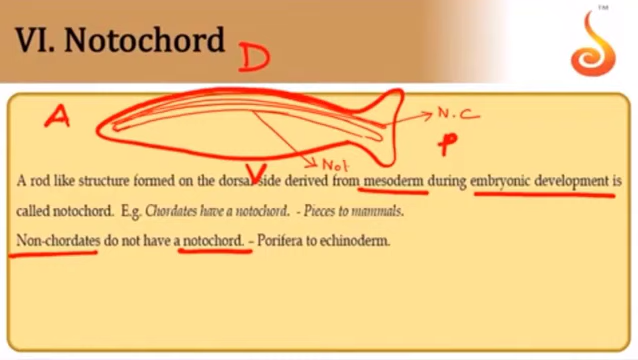 VI. Notochord
TM
D
A
N.C
P
Not
V
A rod like structure formed on the dorsal side derived from mesoderm during embryonic development is
called notochord. E.g. Chordates have a notochord. - Pieces to mammals.
Non-chordates do not have a notochord. – Porifera to echinoderm.